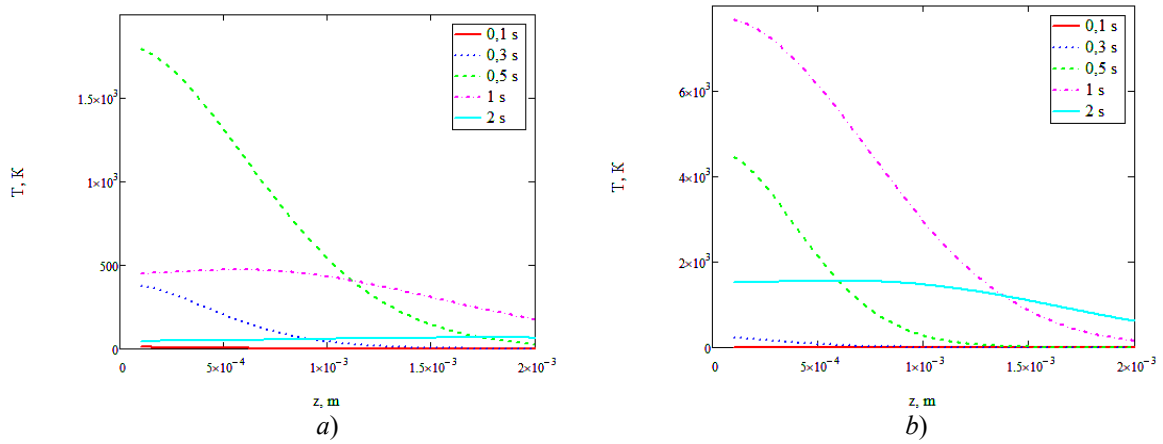 0,1 s
0,3 s
0,5 s
1 s
2 s
1.5×10³
1×10³
500
0
T, K
0 5×10⁻⁴ 1×10⁻³ 1.5×10⁻³ 2×10⁻³
z, m
a)
0,1 s
0,3 s
0,5 s
1 s
2 s
6×10³
4×10³
2×10³
0
T, K
0 5×10⁻⁴ 1×10⁻³ 1.5×10⁻³ 2×10⁻³
z, m
b)